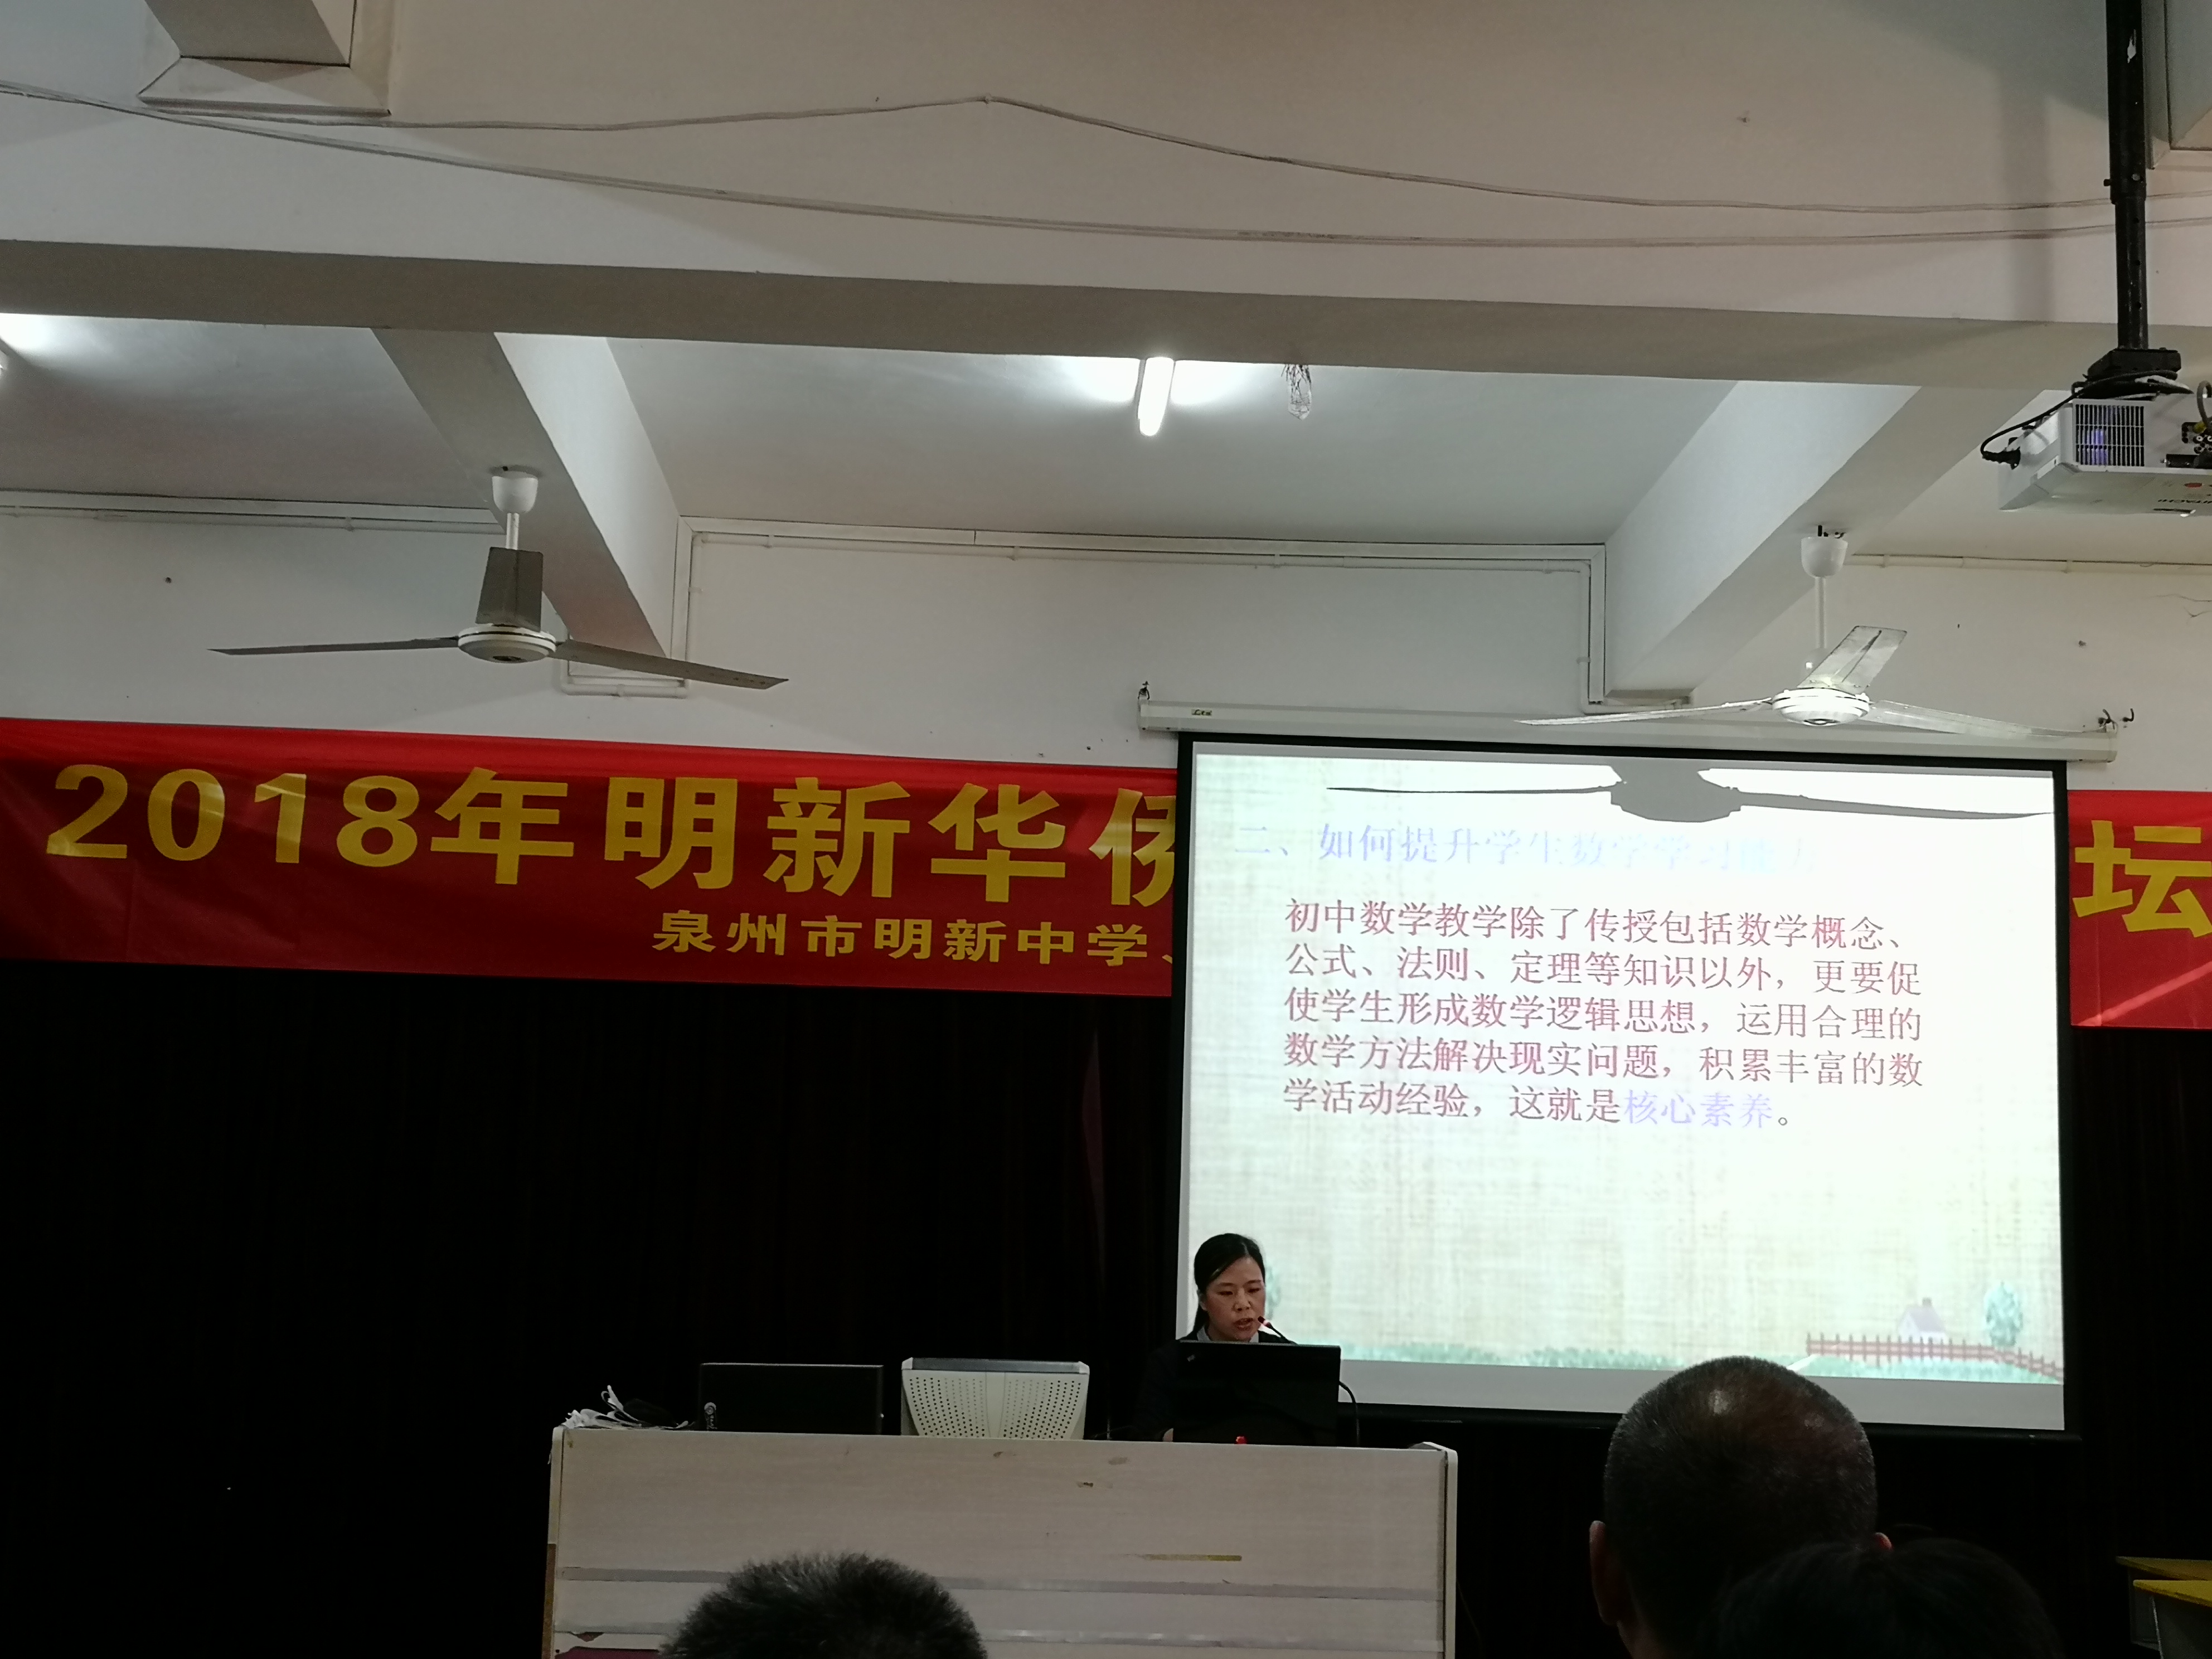 2018年明新华侨
坛
泉州市明新中学、
二、如何提升学生数学学习能力
初中数学教学除了传授包括数学概念、
公式、法则、定理等知识以外，更要促
使学生形成数学逻辑思想，运用合理的
数学方法解决现实问题，积累丰富的数
学活动经验，这就是核心素养。